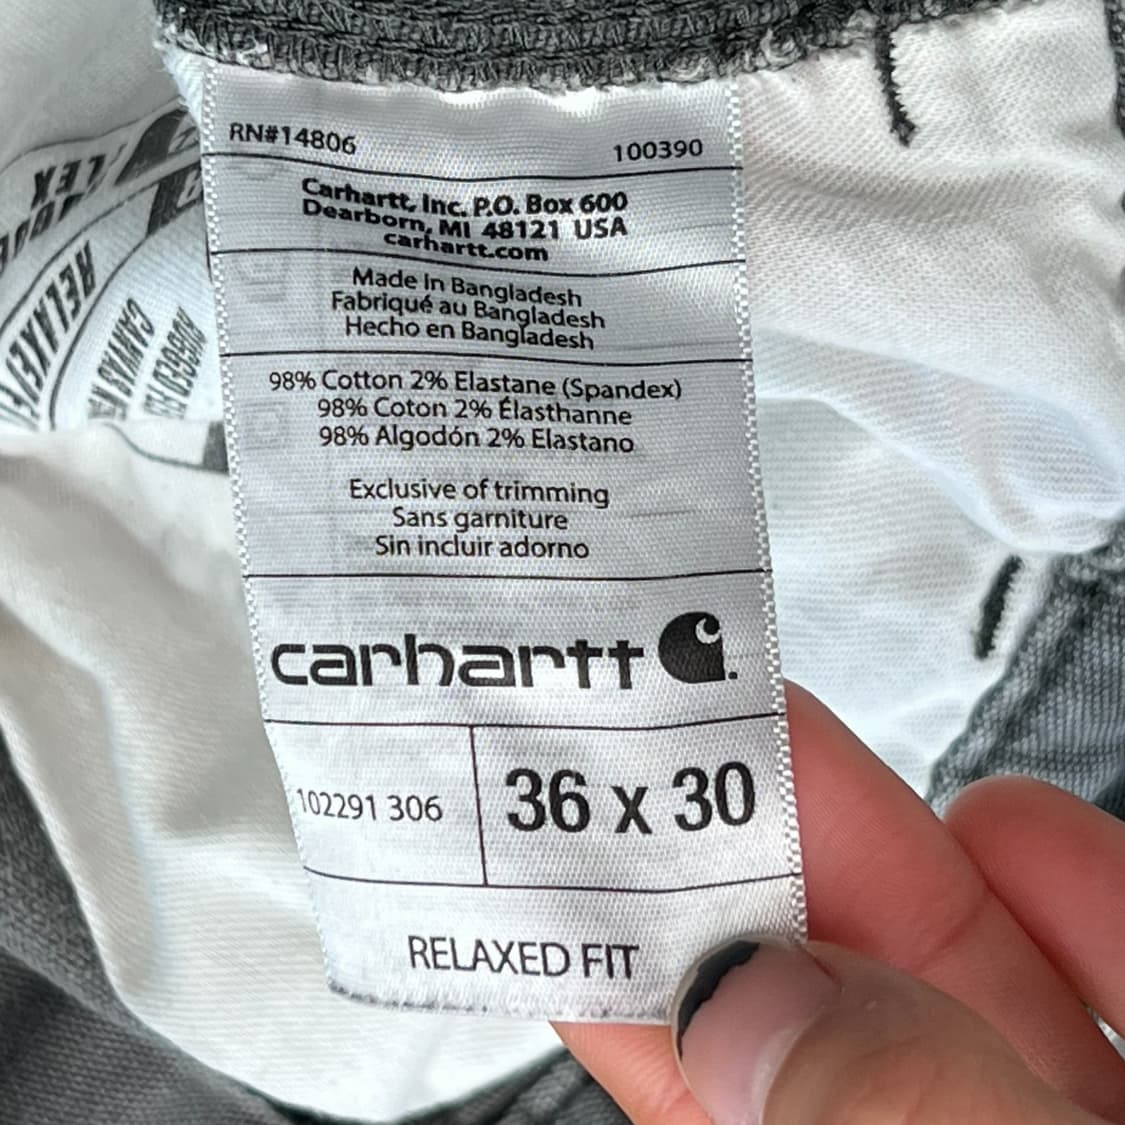 RN#14806
100390
Carhartt, Inc. P.O. Box 600
Dearborn, MI 48121 USA
carhartt.com
Made in Bangladesh
Fabriqué au Bangladesh
Hecho en Bangladesh
98% Cotton 2% Elastane (Spandex)
98% Coton 2% Élasthanne
98% Algodón 2% Elastano
Exclusive of trimming
Sans garniture
Sin incluir adorno
carhartt
102291 306
36 x 30
RELAXED FIT
RELAXED
CANVAS